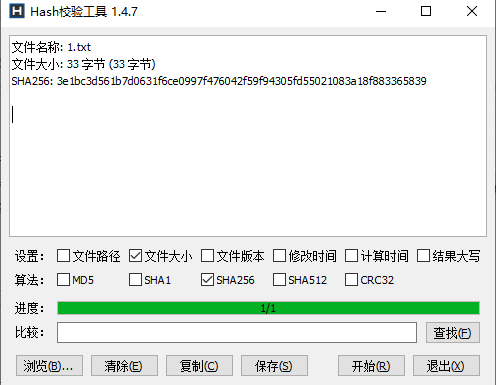 Hash校验工具 1.4.7
文件名称: 1.txt
文件大小: 33 字节 (33 字节)
SHA256: 3e1bc3d561b7d0631f6ce0997f476042f59f94305fd55021083a18f883365839
设置: 文件路径 文件大小 文件版本 修改时间 计算时间 结果大写
算法: MD5 SHA1 SHA256 SHA512 CRC32
进度: 1/1
比较: 查找(F)
浏览(B)... 清除(E) 复制(C) 保存(S) 开始(R) 退出(X)